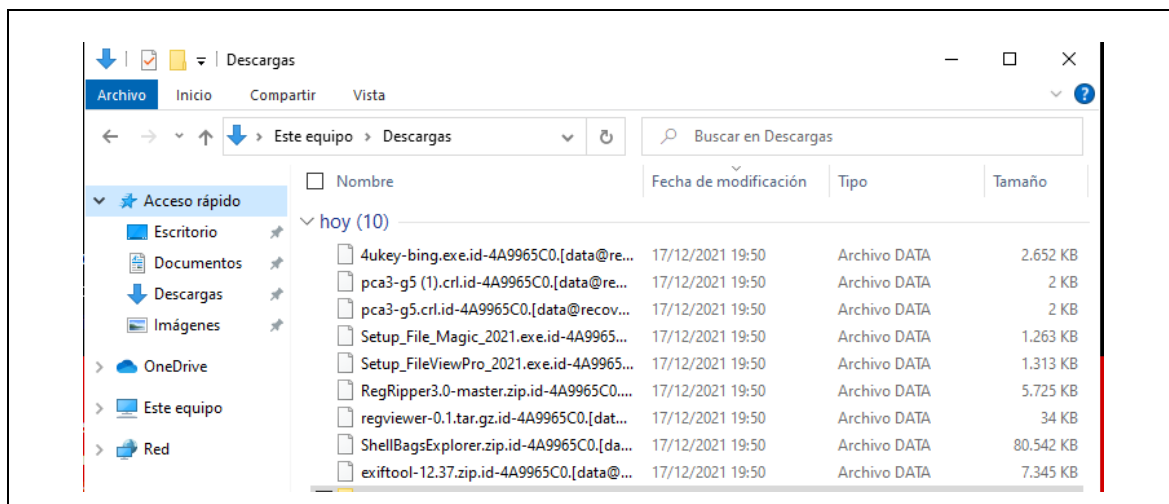 Descargas
Archivo Inicio Compartir Vista
Este equipo > Descargas Buscar en Descargas
Nombre Fecha de modificación Tipo Tamaño
Acceso rápido
hoy (10)
Escritorio 4ukey-bing.exe.id-4A9965C0.[data@re... 17/12/2021 19:50 Archivo DATA 2.652 KB
Documentos pca3-g5 (1).crl.id-4A9965C0.[data@re... 17/12/2021 19:50 Archivo DATA 2 KB
Descargas pca3-g5.crl.id-4A9965C0.[data@recov... 17/12/2021 19:50 Archivo DATA 2 KB
Imágenes Setup_File_Magic_2021.exe.id-4A9965... 17/12/2021 19:50 Archivo DATA 1.263 KB
OneDrive Setup_FileViewPro_2021.exe.id-4A9965... 17/12/2021 19:50 Archivo DATA 1.313 KB
RegRipper3.0-master.zip.id-4A9965C0.... 17/12/2021 19:50 Archivo DATA 5.725 KB
Este equipo regviewer-0.1.tar.gz.id-4A9965C0.[dat... 17/12/2021 19:50 Archivo DATA 34 KB
Red ShellBagsExplorer.zip.id-4A9965C0.[da... 17/12/2021 19:50 Archivo DATA 80.542 KB
exiftool-12.37.zip.id-4A9965C0.[data@... 17/12/2021 19:50 Archivo DATA 7.345 KB